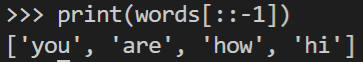 >>> print(words[::-1])
['you', 'are', 'how', 'hi']